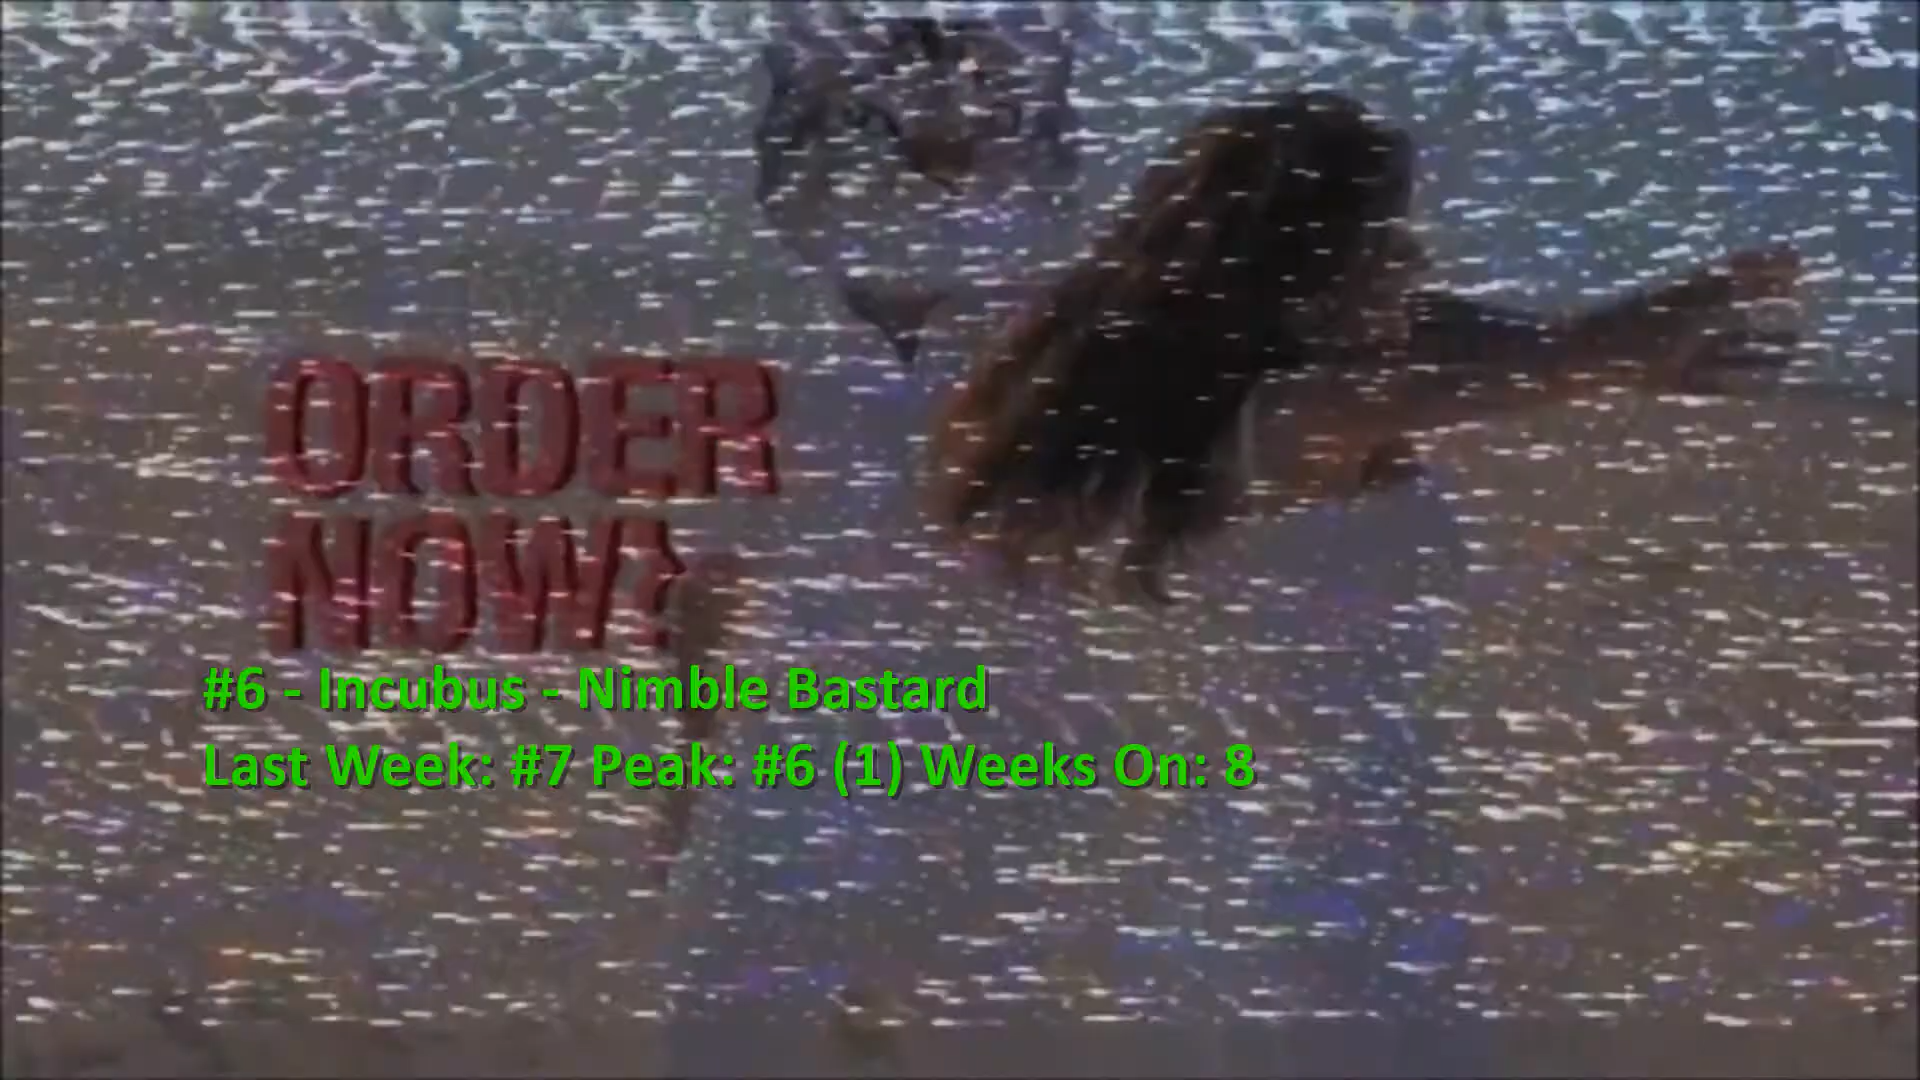 ORDER
NOW!
#6 - Incubus - Nimble Bastard
Last Week: #7 Peak: #6 (1) Weeks On: 8